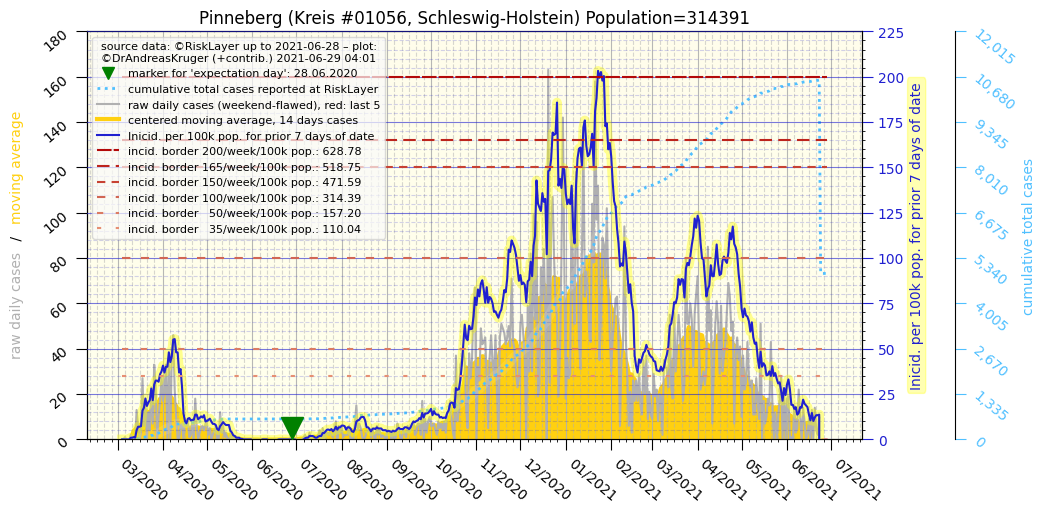 Pinneberg (Kreis #01056, Schleswig-Holstein) Population=314391
source data: ©RiskLayer up to 2021-06-28 – plot:
©DrAndreasKruger (+contrib.) 2021-06-29 04:01
marker for 'expectation day': 28.06.2020
cumulative total cases reported at RiskLayer
raw daily cases (weekend-flawed), red: last 5
centered moving average, 14 days cases
Inicid. per 100k pop. for prior 7 days of date
incid. border 200/week/100k pop.: 628.78
incid. border 165/week/100k pop.: 518.75
incid. border 150/week/100k pop.: 471.59
incid. border 100/week/100k pop.: 314.39
incid. border   50/week/100k pop.: 157.20
incid. border   35/week/100k pop.: 110.04
raw daily cases   /   moving average
180
160
140
120
100
80
60
40
20
0
03/2020
04/2020
05/2020
06/2020
07/2020
08/2020
09/2020
10/2020
11/2020
12/2020
01/2021
02/2021
03/2021
04/2021
05/2021
06/2021
07/2021
225
200
175
150
125
100
75
50
25
0
Inicid. per 100k pop. for prior 7 days of date
12,015
10,680
9,345
8,010
6,675
5,340
4,005
2,670
1,335
0
cumulative total cases